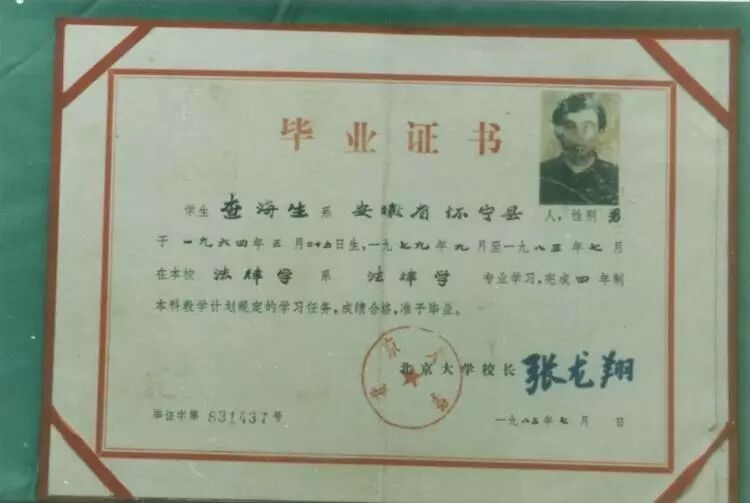 毕业证书
学生 查海生 系 安徽省怀宁县 人，性别 男
于一九六四年三月二十五日生，一九七九年九月至一九八三年七月
在本校 法律学 系 法律学 专业学习，完成四年制
本科教学计划规定的学习任务，成绩合格，准予毕业。
北京大学
北京大学校长 张龙翔
毕证字第 831437 号
一九八三年七月 日